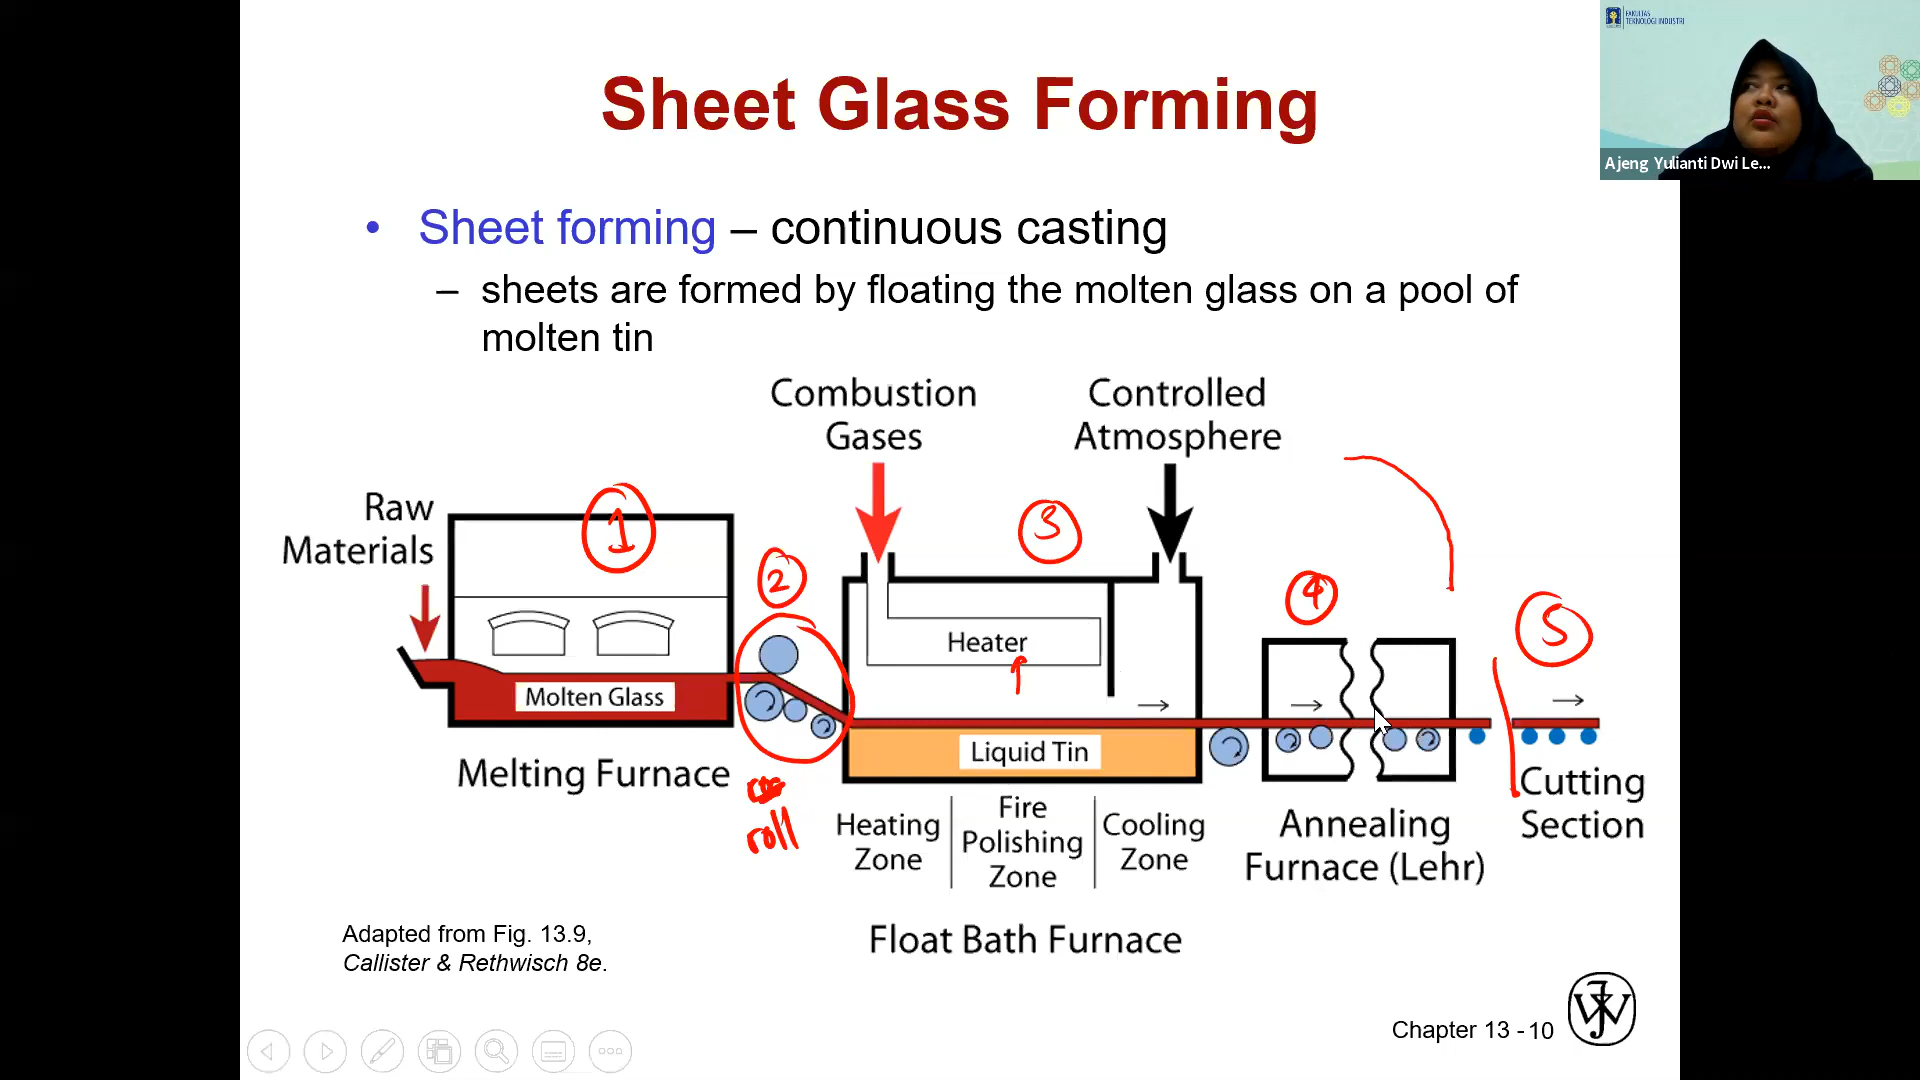 FAKULTAS
TEKNOLOGI INDUSTRI
Ajeng Yulianti Dwi Le...
Sheet Glass Forming
• Sheet forming – continuous casting
– sheets are formed by floating the molten glass on a pool of
molten tin
Combustion
Gases
Controlled
Atmosphere
Raw
Materials
1
2
3
4
5
Heater
Molten Glass
Liquid Tin
Melting Furnace
roll
Heating
Zone
Fire
Polishing
Zone
Cooling
Zone
Annealing
Furnace (Lehr)
Cutting
Section
Float Bath Furnace
Adapted from Fig. 13.9,
Callister & Rethwisch 8e.
Chapter 13 - 10